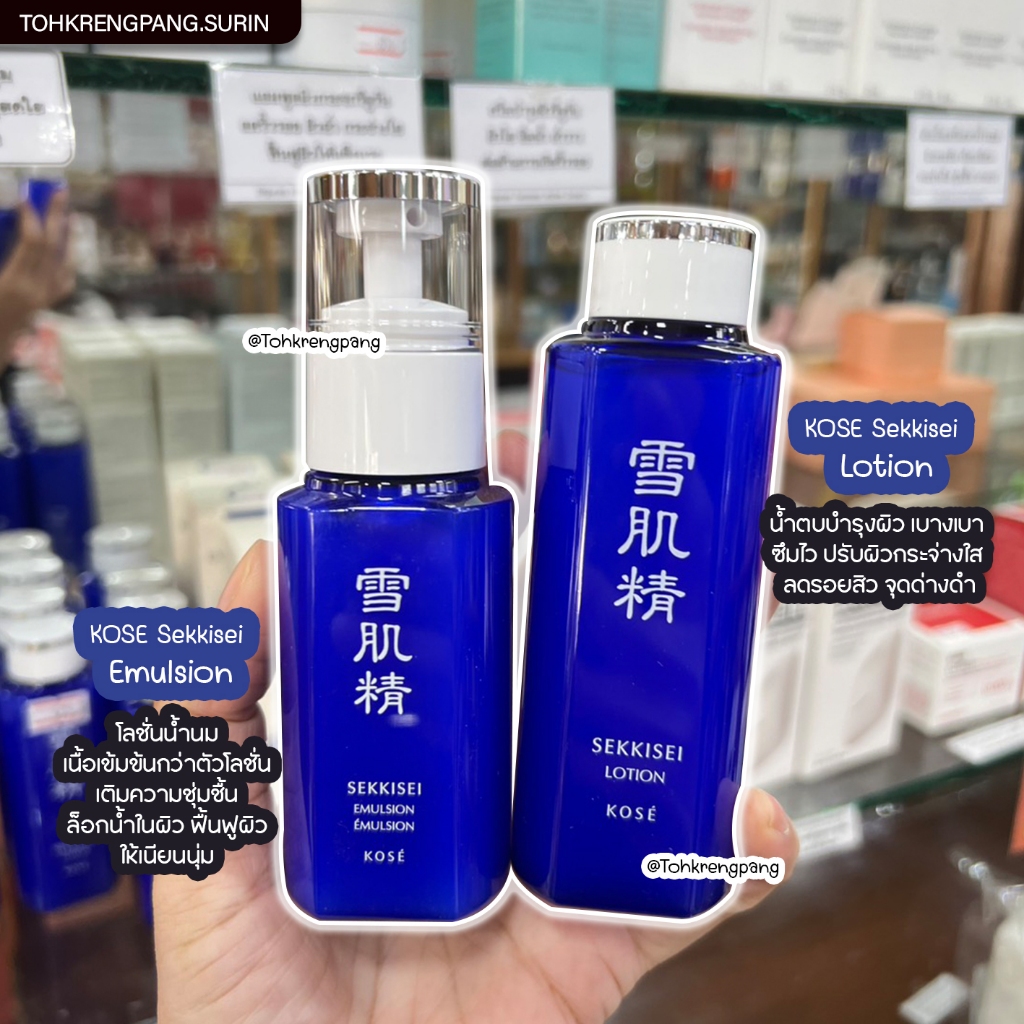 TOHKRENGPANG.SURIN
@Tohkrengpang
雪
肌
精
SEKKISEI
EMULSION
ÉMULSION
KOSÉ
雪
肌
精
SEKKISEI
LOTION
KOSÉ
KOSE Sekkisei
Lotion
น้ำตบบำรุงผิว เบางเบา
ซึมไว ปรับผิวกระจ่างใส
ลดรอยสิว จุดด่างดำ
KOSE Sekkisei
Emulsion
โลชั่นน้ำนม
เนื้อเข้มข้นกว่าตัวโลชั่น
เติมความชุ่มชื้น
ล็อกน้ำในผิว ฟื้นฟูผิว
ให้เนียนนุ่ม
@Tohkrengpang